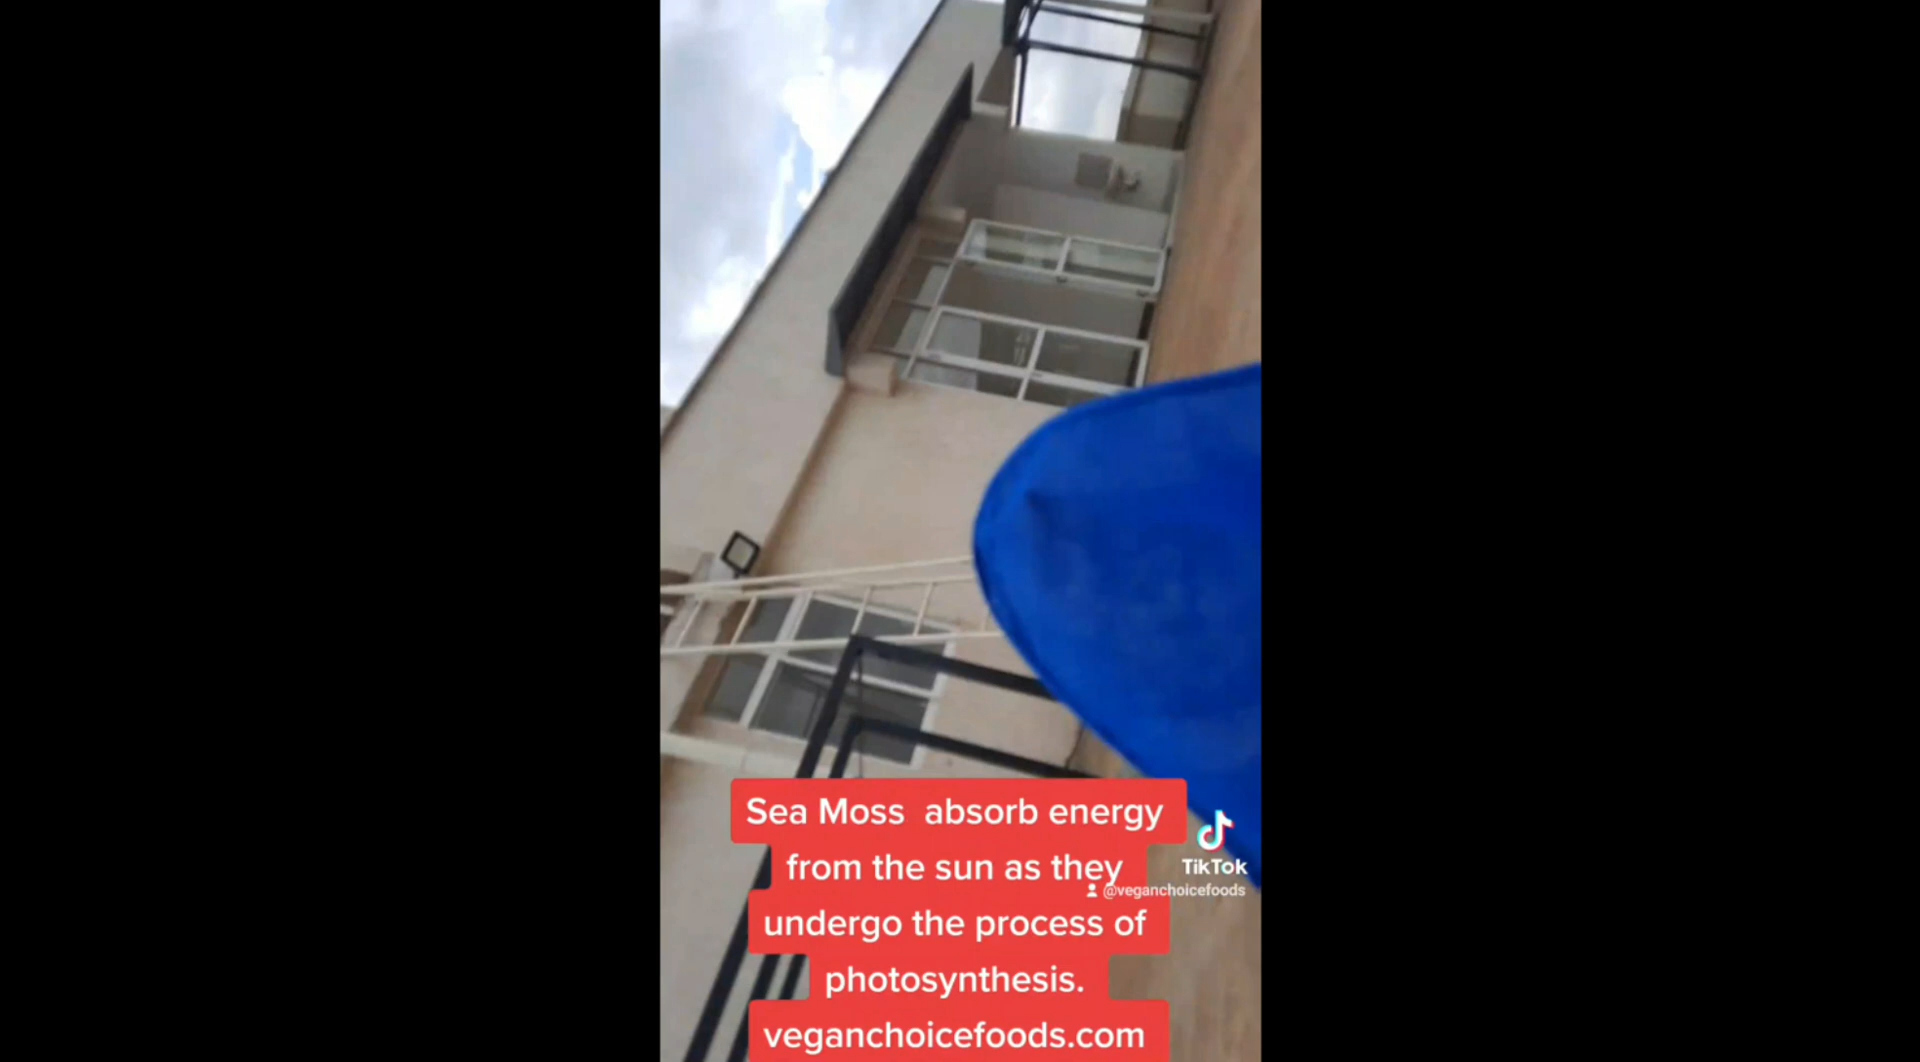 Sea Moss  absorb energy
from the sun as they
undergo the process of
photosynthesis.
veganchoicefoods.com
TikTok
@veganchoicefoods